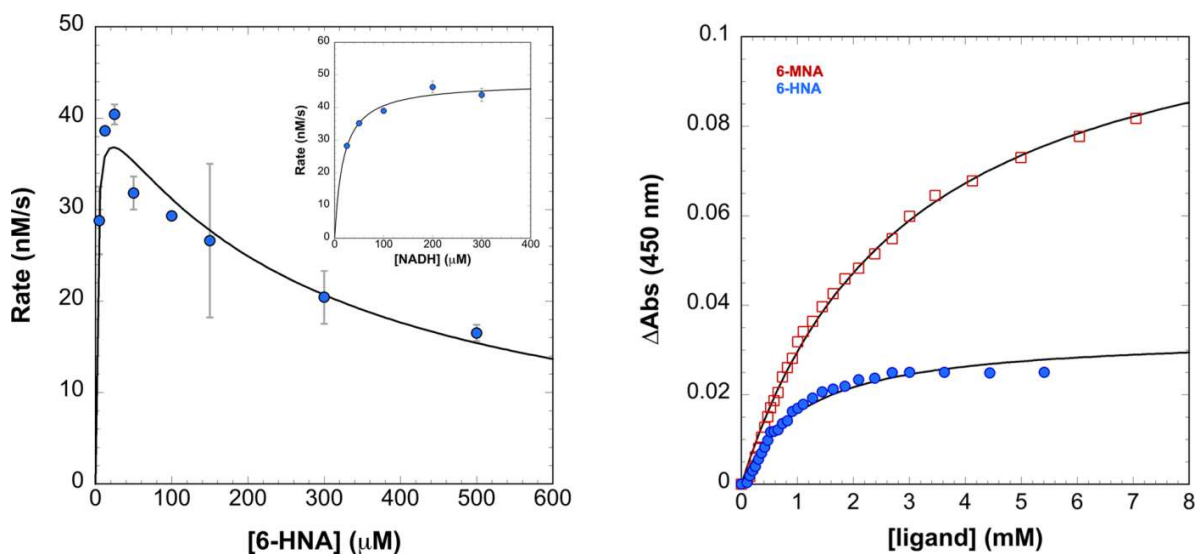 50
40
30
20
10
0
Rate (nM/s)
0 100 200 300 400 500 600
[6-HNA] (μM)
60
50
40
30
20
10
0
Rate (nM/s)
0 100 200 300 400
[NADH] (μM)
0.1
0.08
0.06
0.04
0.02
0
ΔAbs (450 nm)
6-MNA
6-HNA
0 1 2 3 4 5 6 7 8
[ligand] (mM)